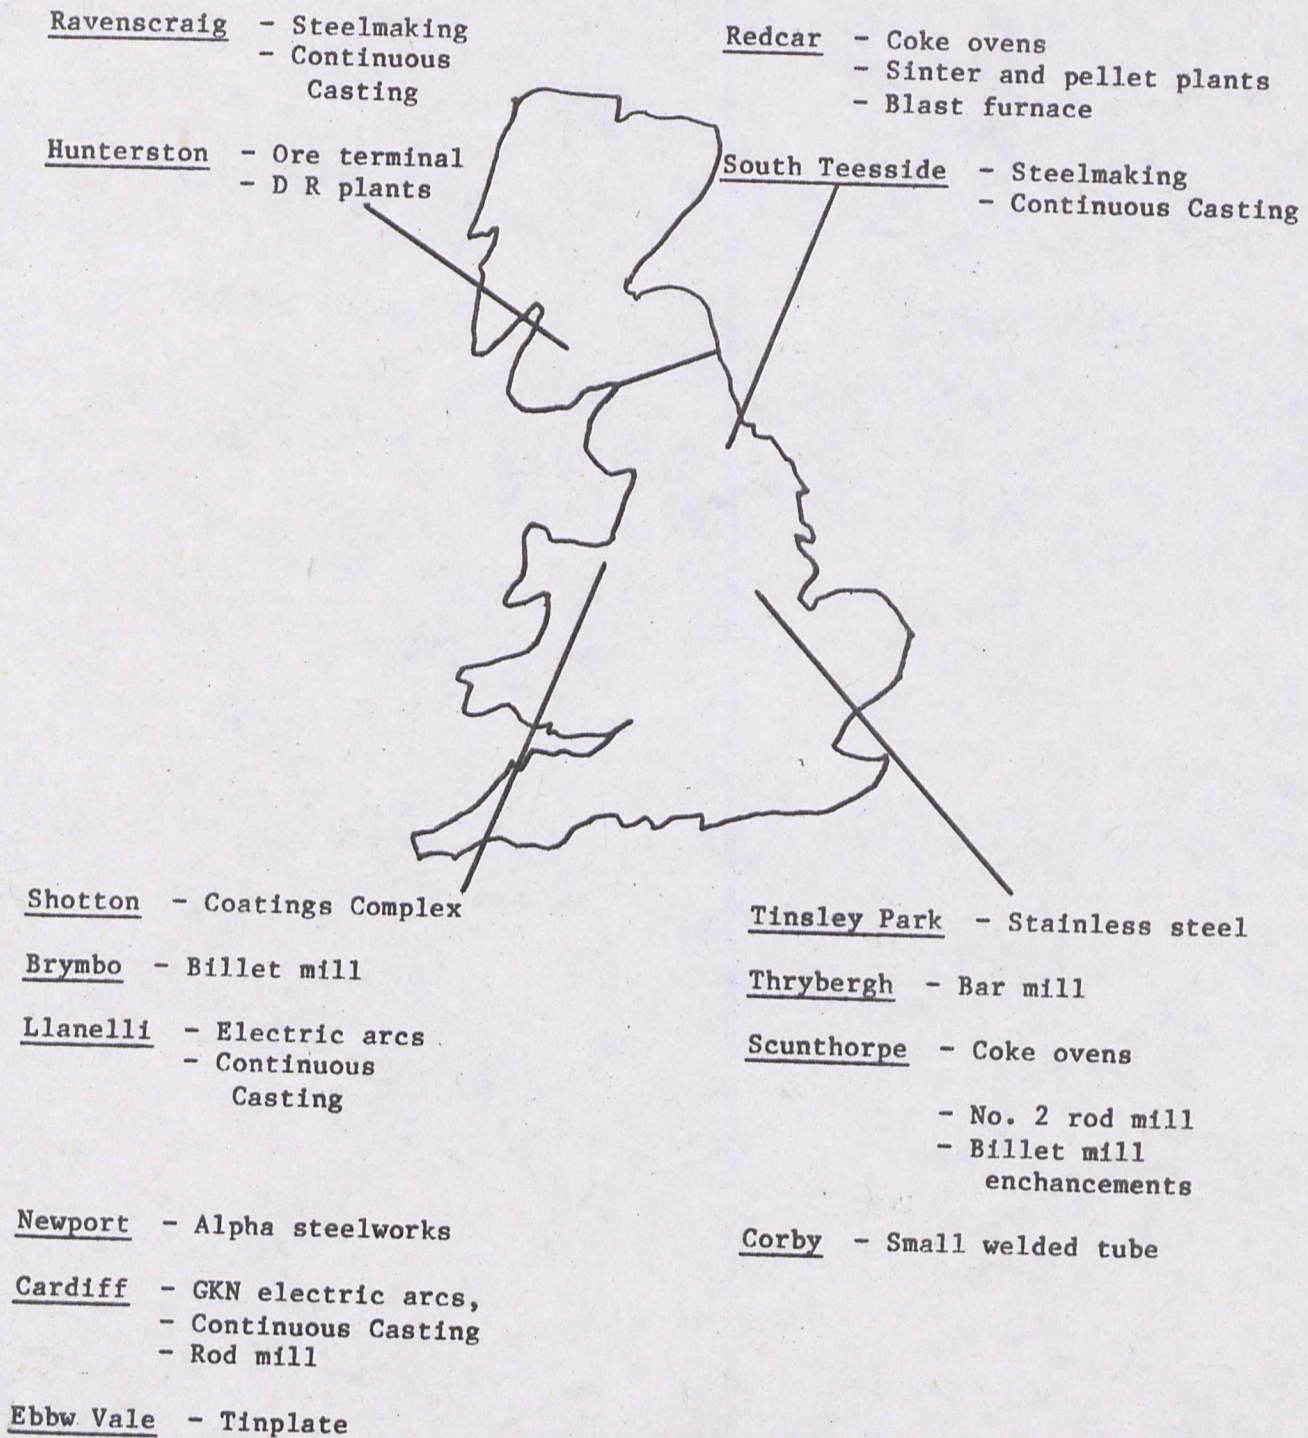 Ravenscraig - Steelmaking
- Continuous
Casting
Hunterston - Ore terminal
- D R plants
Redcar - Coke ovens
- Sinter and pellet plants
- Blast furnace
South Teesside - Steelmaking
- Continuous Casting
Shotton - Coatings Complex
Brymbo - Billet mill
Llanelli - Electric arcs
- Continuous
Casting
Newport - Alpha steelworks
Cardiff - GKN electric arcs,
- Continuous Casting
- Rod mill
Ebbw Vale - Tinplate
Tinsley Park - Stainless steel
Thrybergh - Bar mill
Scunthorpe - Coke ovens
- No. 2 rod mill
- Billet mill
enchancements
Corby - Small welded tube